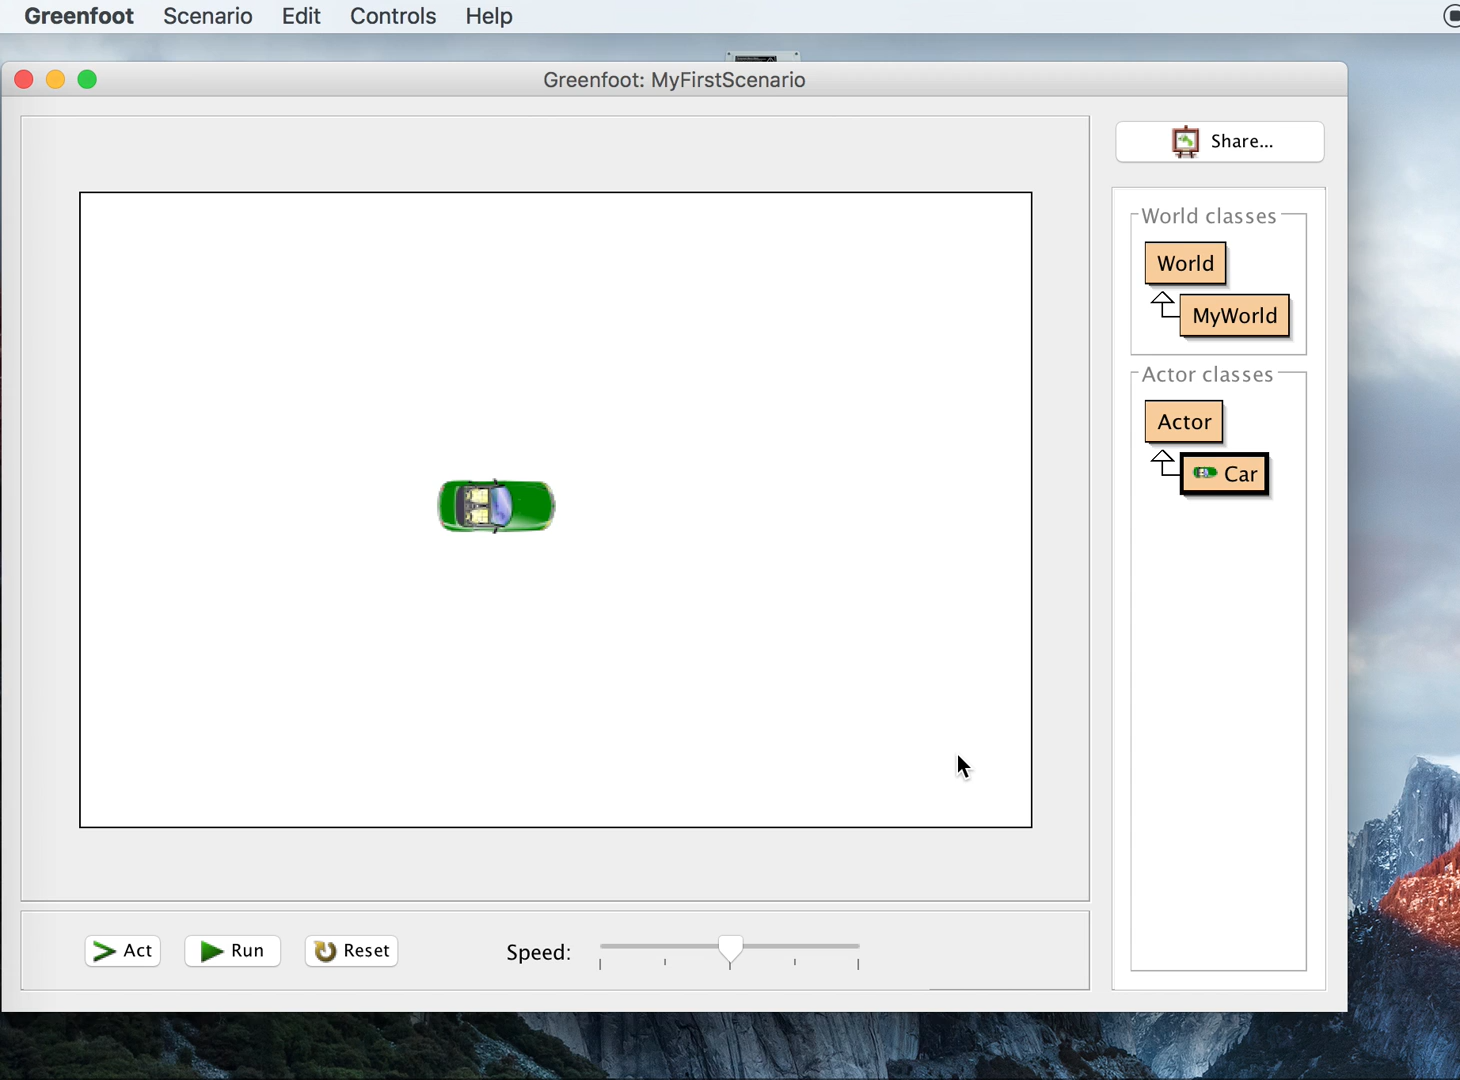 Greenfoot Scenario Edit Controls Help
Greenfoot: MyFirstScenario
Share...
World classes
World
MyWorld
Actor classes
Actor
Car
Act Run Reset Speed: